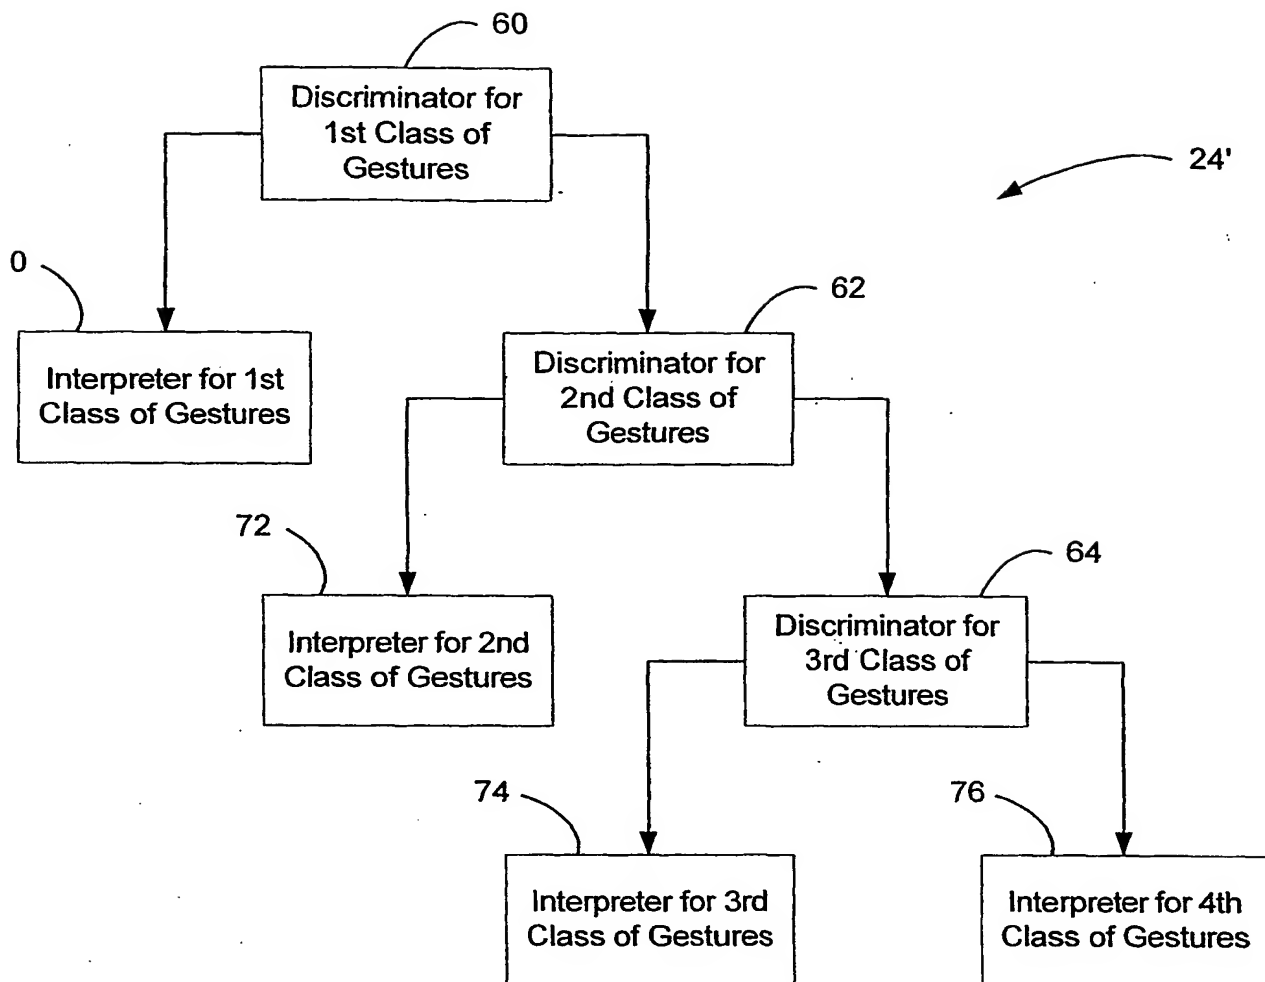 60
Discriminator for
1st Class of
Gestures
24'
0
62
Interpreter for 1st
Class of Gestures
Discriminator for
2nd Class of
Gestures
72
64
Interpreter for 2nd
Class of Gestures
Discriminator for
3rd Class of
Gestures
74
76
Interpreter for 3rd
Class of Gestures
Interpreter for 4th
Class of Gestures